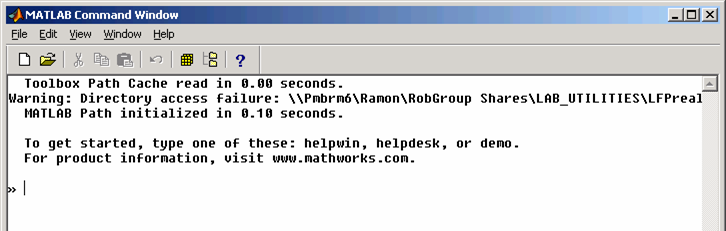 MATLAB Command Window
File Edit View Window Help
Toolbox Path Cache read in 0.00 seconds.
Warning: Directory access failure: \\Pmbrm6\Ramon\RobGroup Shares\LAB_UTILITIES\LFPreal
MATLAB Path initialized in 0.10 seconds.
To get started, type one of these: helpwin, helpdesk, or demo.
For product information, visit www.mathworks.com.
»